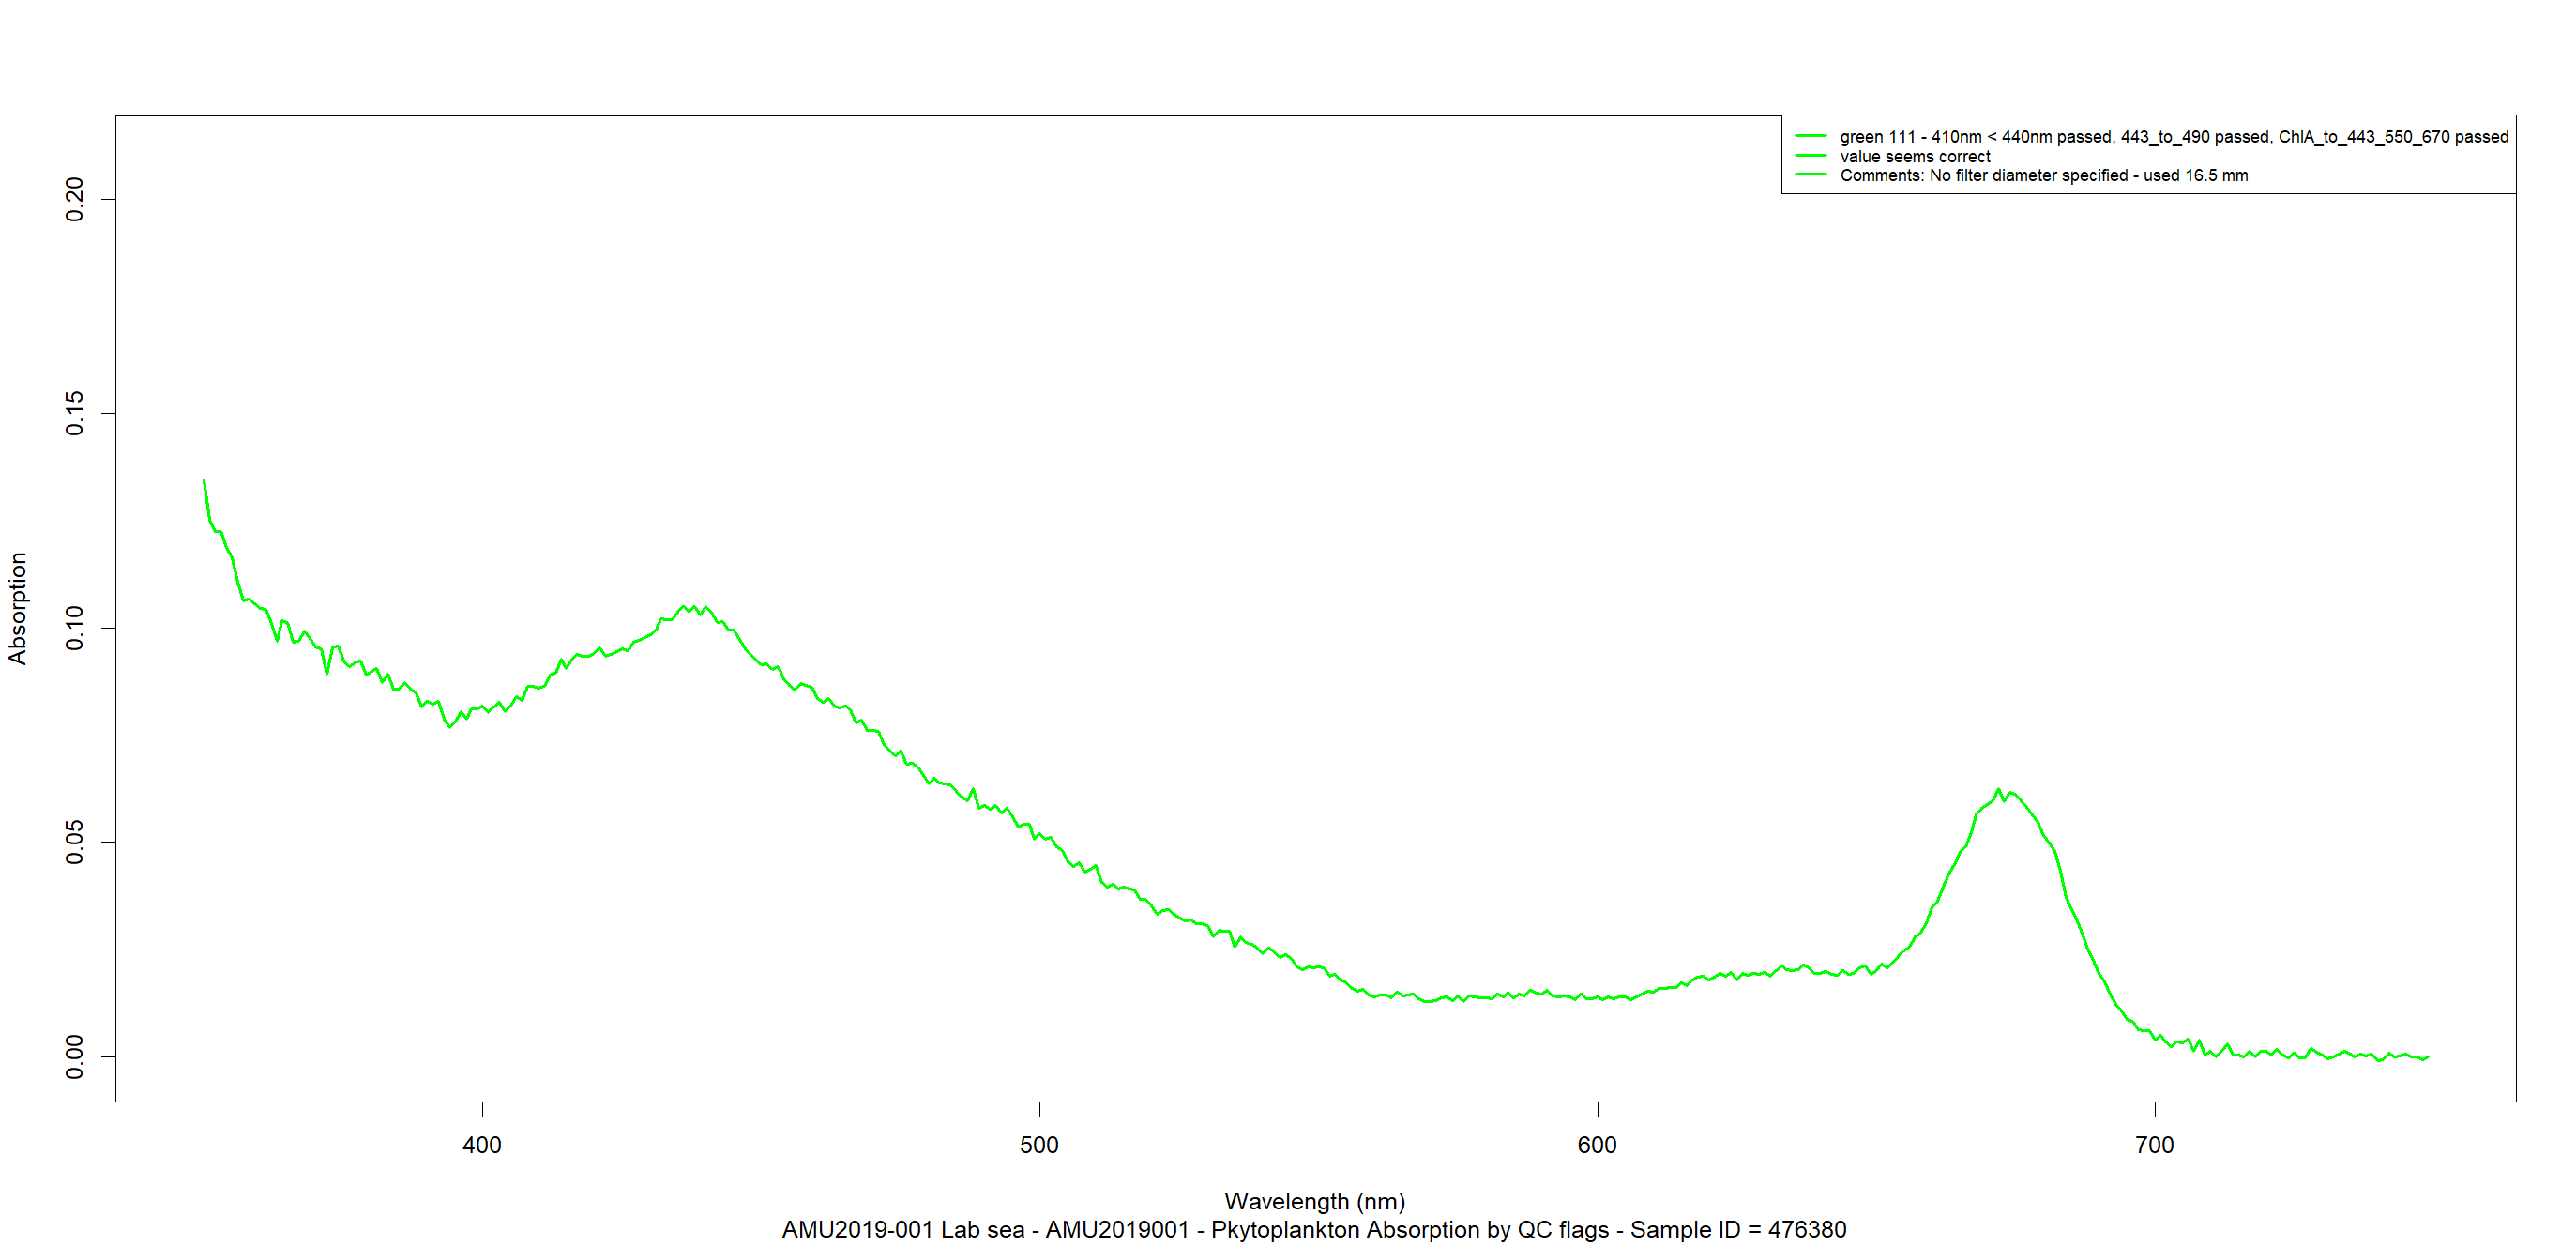 green 111 - 410nm < 440nm passed, 443_to_490 passed, ChlA_to_443_550_670 passed
value seems correct
Comments: No filter diameter specified - used 16.5 mm
0.20
0.15
0.10
0.05
0.00
Absorption
400 500 600 700
Wavelength (nm)
AMU2019-001 Lab sea - AMU2019001 - Pkytoplankton Absorption by QC flags - Sample ID = 476380